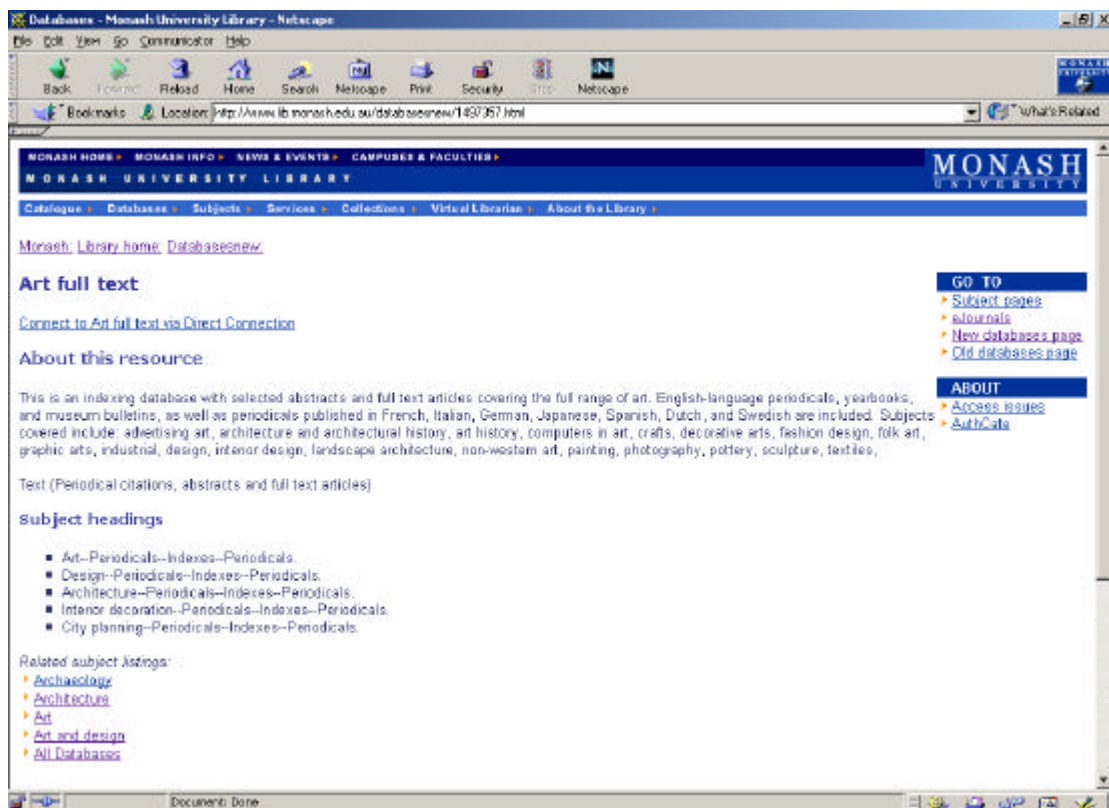 Databases - Monash University Library - Netscape
File Edit View Go Communicator Help
Back Forward Reload Home Search Netscape Print Security Stop Netscape
MONASH UNIVERSITY
Bookmarks Location: http://www.lib.monash.edu.au/databasesnew/1497357.html What's Related
MONASH HOME MONASH INFO NEWS & EVENTS CAMPUSES & FACULTIES
MONASH UNIVERSITY LIBRARY
MONASH
UNIVERSITY
Catalogue Databases Subjects Services Collections Virtual Librarian About the Library
Monash: Library home: Databasesnew:
Art full text
Connect to Art full text via Direct Connection
About this resource
This is an indexing database with selected abstracts and full text articles covering the full range of art. English-language periodicals, yearbooks,
and museum bulletins, as well as periodicals published in French, Italian, German, Japanese, Spanish, Dutch, and Swedish are included. Subjects
covered include: advertising art, architecture and architectural history, art history, computers in art, crafts, decorative arts, fashion design, folk art,
graphic arts, industrial, design, interior design, landscape architecture, non-western art, painting, photography, pottery, sculpture, textiles,
Text (Periodical citations, abstracts and full text articles)
Subject headings
Art--Periodicals--Indexes--Periodicals.
Design--Periodicals--Indexes--Periodicals.
Architecture--Periodicals--Indexes--Periodicals.
Interior decoration--Periodicals--Indexes--Periodicals.
City planning--Periodicals--Indexes--Periodicals.
Related subject listings:
Archaeology
Architecture
Art
Art and design
All Databases
GO TO
Subject pages
eJournals
New databases page
Old databases page
ABOUT
Access issues
AuthCate
Document: Done